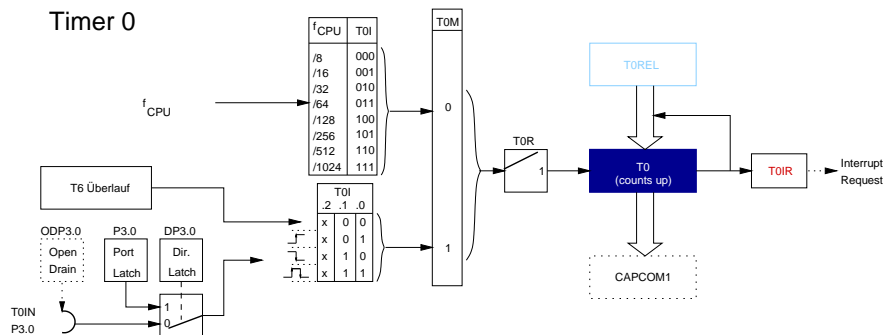 Timer 0
fCPU T0I
/8 000
/16 001
/32 010
/64 011
/128 100
/256 101
/512 110
/1024 111
fCPU
T0M
0
1
T0REL
T0R
1
T0
(counts up)
T0IR
Interrupt
Request
CAPCOM1
T6 Überlauf
T0I
.2 .1 .0
x 0 0
x 0 1
x 1 0
x 1 1
ODP3.0
Open
Drain
P3.0
Port
Latch
DP3.0
Dir.
Latch
1
0
T0IN
P3.0